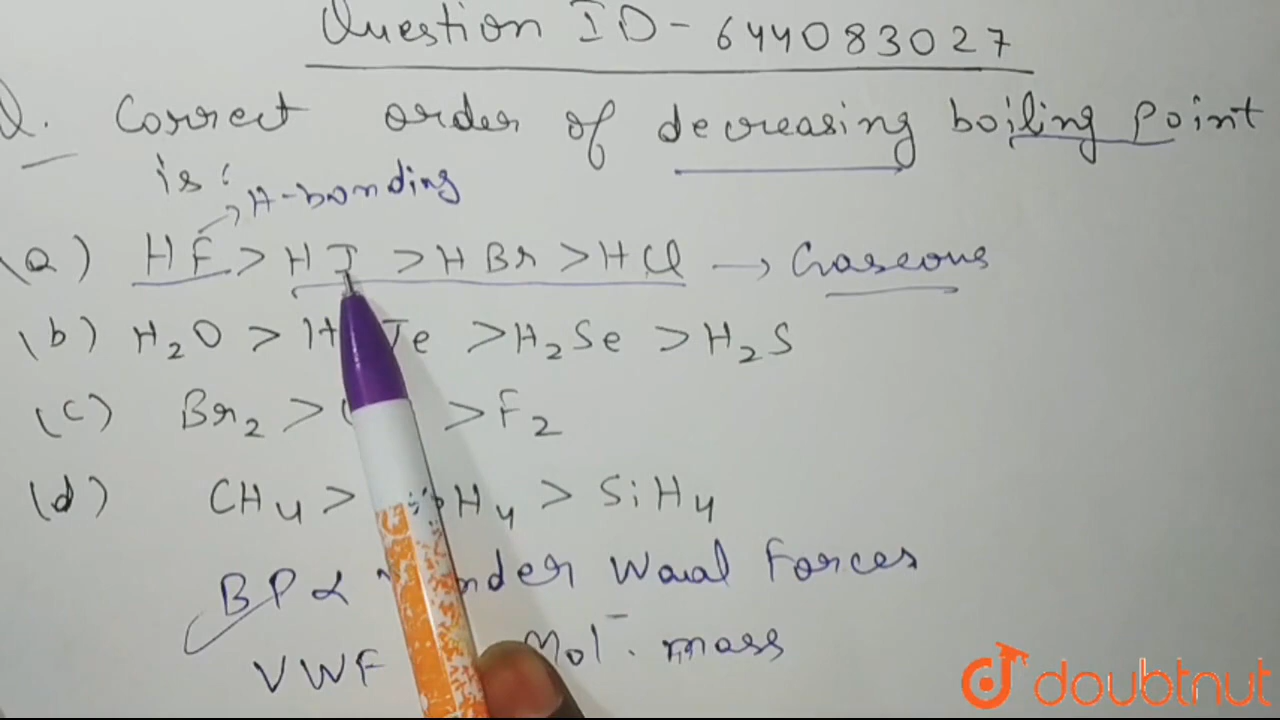 Question ID - 644083027
Q. Correct order of decreasing boiling point
is :
H-bonding
(a) HF > HI > HBr > HCl → Gaseous
(b) H₂O > Te > H₂Se > H₂S
(c) Br₂ > > F₂
(d) CH₄ > H₄ > SiH₄
BP ∝ Waal Forces
VWF Mol. mass
doubtnut